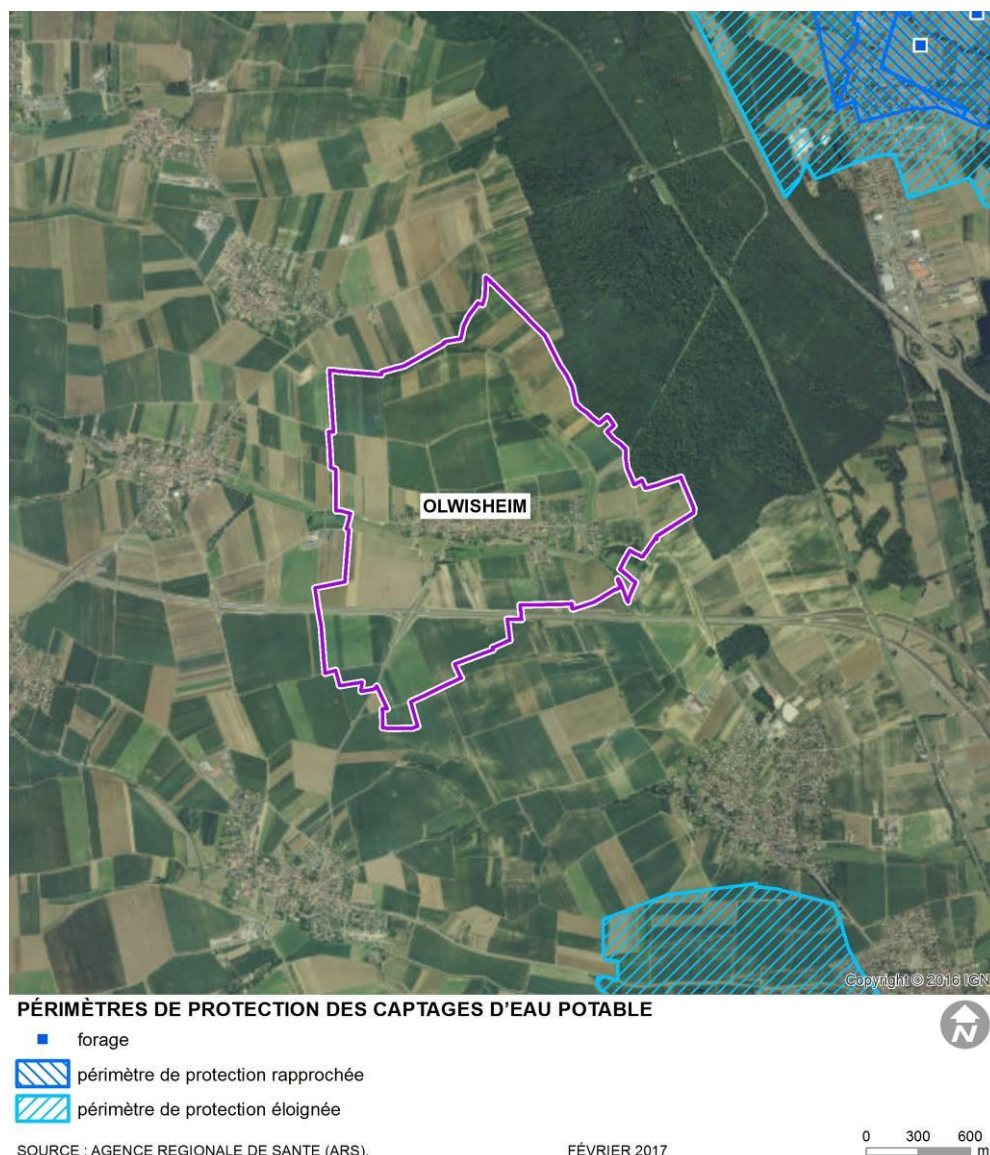 OLWISHEIM
Copyright © 2016 IGN
PÉRIMÈTRES DE PROTECTION DES CAPTAGES D'EAU POTABLE
N
forage
périmètre de protection rapprochée
périmètre de protection éloignée
SOURCE : AGENCE REGIONALE DE SANTE (ARS).
FÉVRIER 2017
0 300 600
m